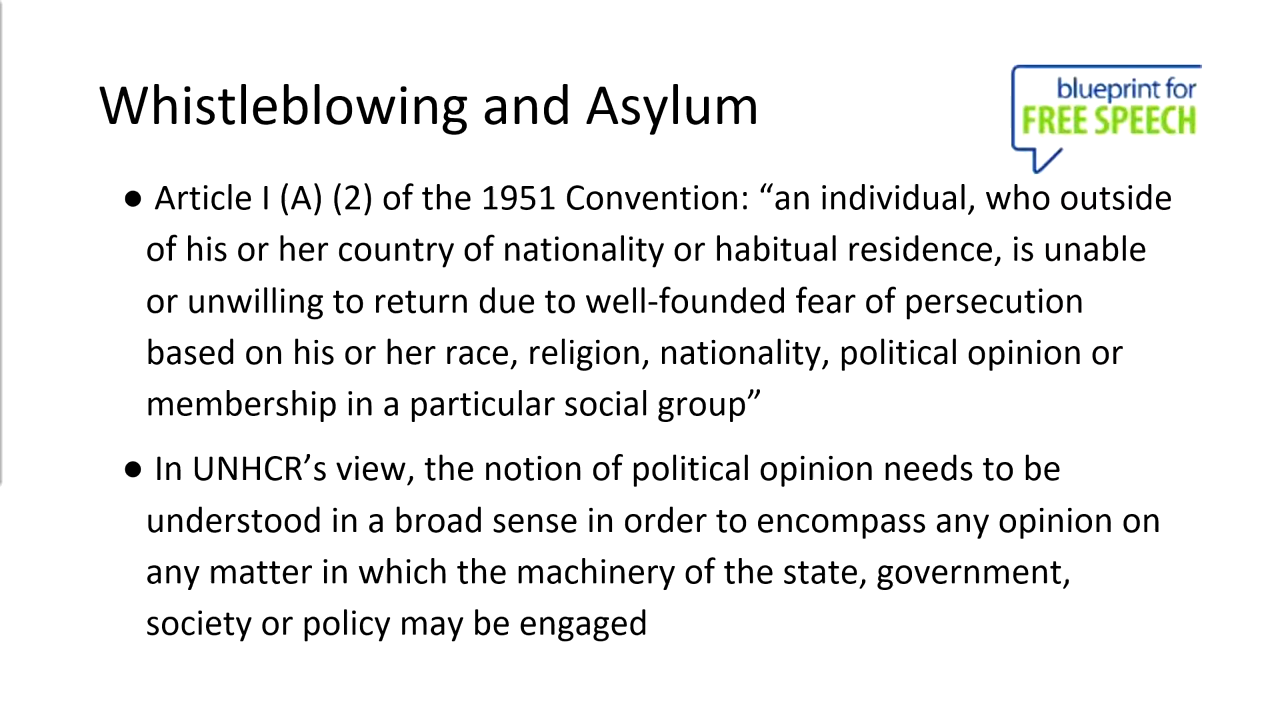 Whistleblowing and Asylum
blueprint for
FREE SPEECH
● Article I (A) (2) of the 1951 Convention: “an individual, who outside
of his or her country of nationality or habitual residence, is unable
or unwilling to return due to well-founded fear of persecution
based on his or her race, religion, nationality, political opinion or
membership in a particular social group”
● In UNHCR’s view, the notion of political opinion needs to be
understood in a broad sense in order to encompass any opinion on
any matter in which the machinery of the state, government,
society or policy may be engaged